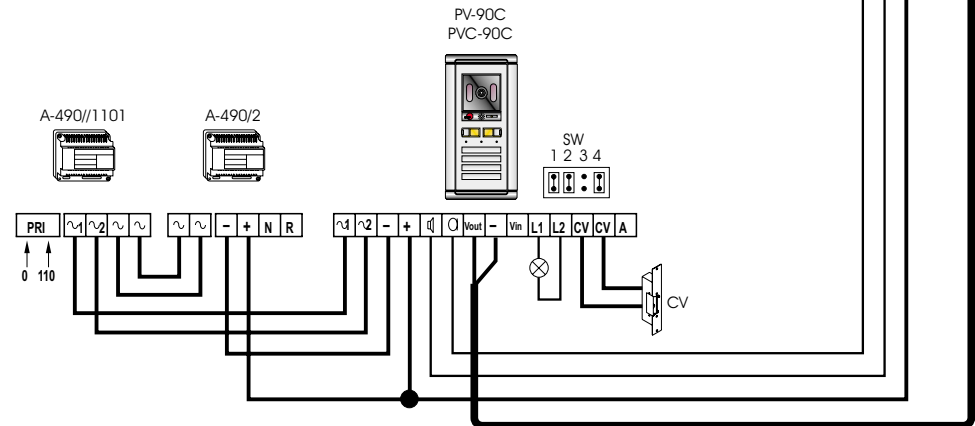 PV-90C
PVC-90C
A-490//1101
A-490/2
SW
1 2 3 4
PRI ~1 ~2 ~ ~
~ ~ − + N R
~1 ~2 − + Vout − Vin L1 L2 CV CV A
0 110
CV